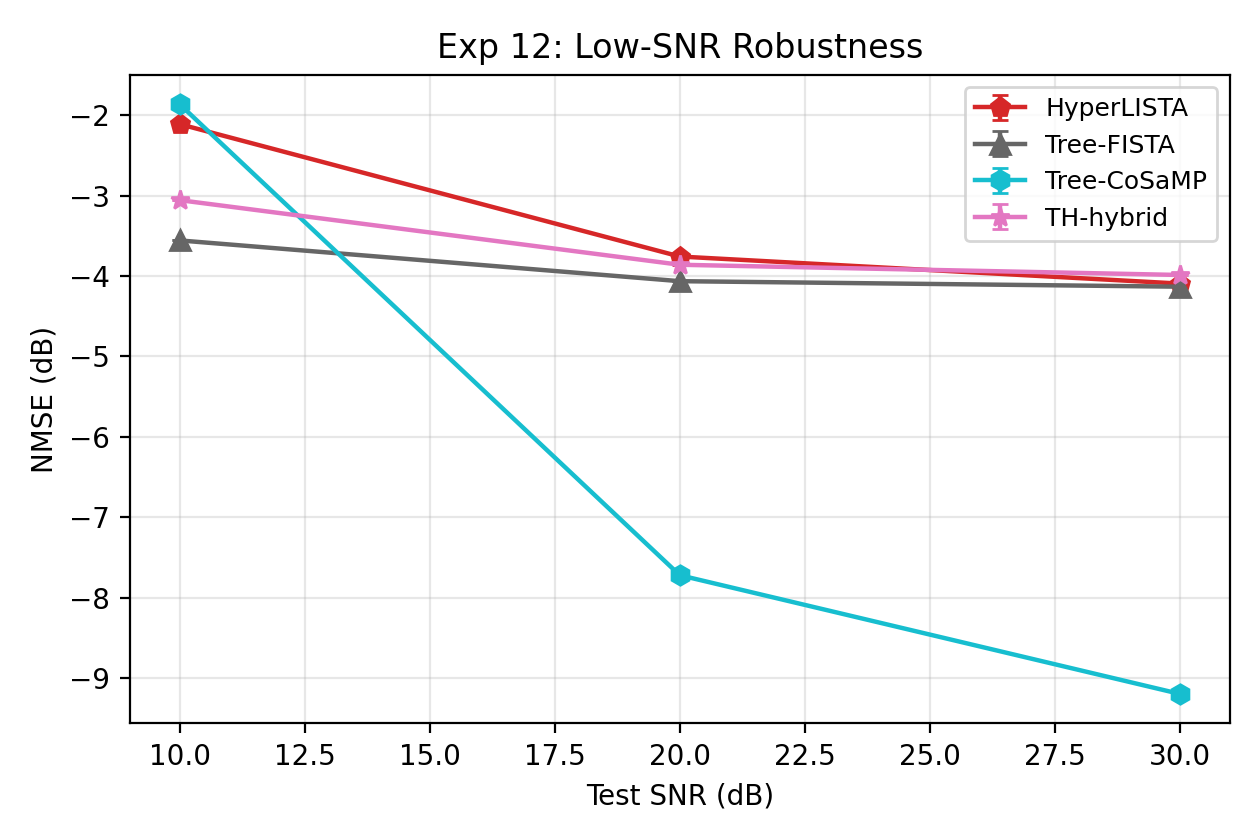 Exp 12: Low-SNR Robustness
HyperLISTA
Tree-FISTA
Tree-CoSaMP
TH-hybrid
NMSE (dB)
−2
−3
−4
−5
−6
−7
−8
−9
10.0 12.5 15.0 17.5 20.0 22.5 25.0 27.5 30.0
Test SNR (dB)